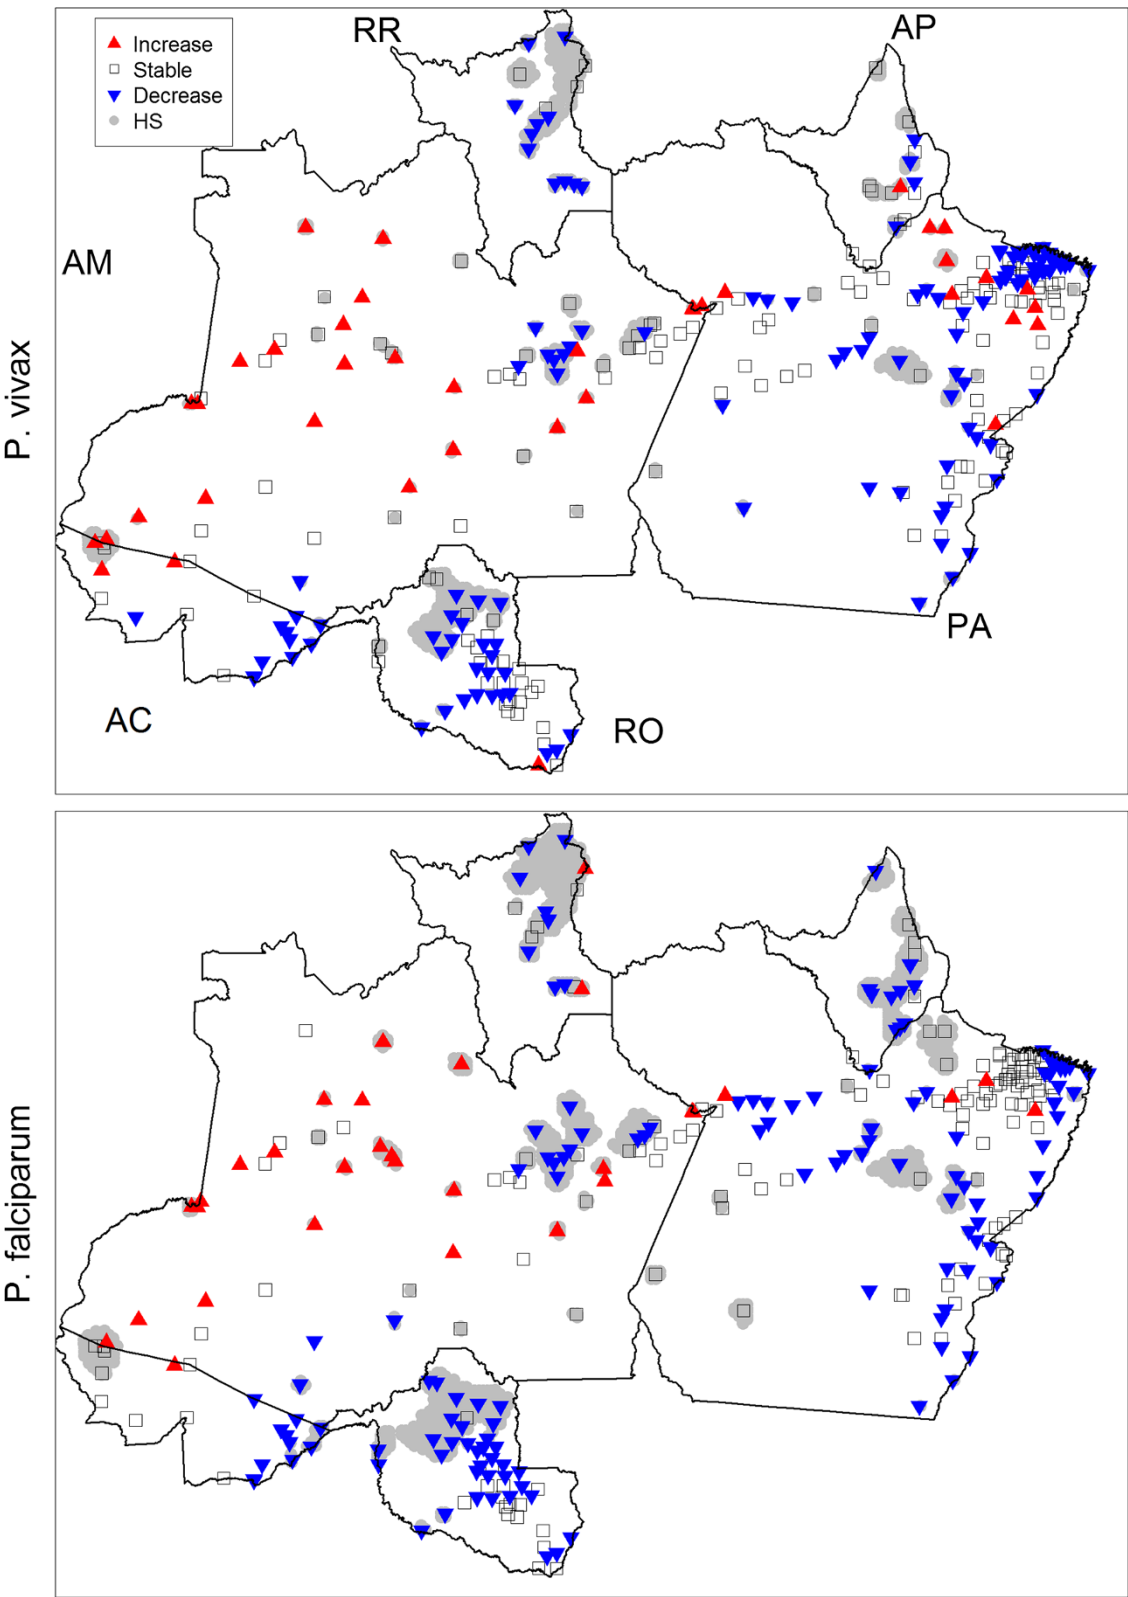 RR
AP
Increase
Stable
Decrease
HS
AM
P. vivax
PA
AC
RO
P. falciparum